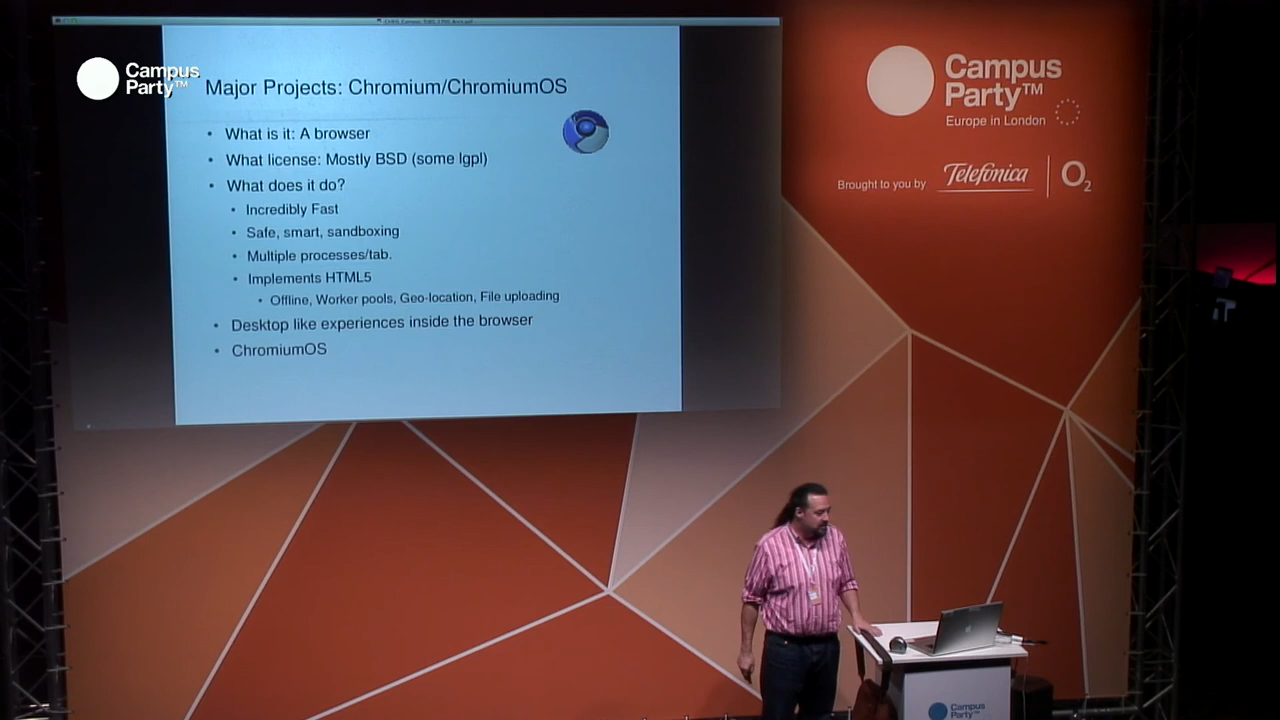 Campus
Party™
Major Projects: Chromium/ChromiumOS
• What is it: A browser
• What license: Mostly BSD (some lgpl)
• What does it do?
• Incredibly Fast
• Safe, smart, sandboxing
• Multiple processes/tab.
• Implements HTML5
• Offline, Worker pools, Geo-location, File uploading
• Desktop like experiences inside the browser
• ChromiumOS
Campus
Party™
Europe in London
Brought to you by Telefónica O2
Campus
Party™